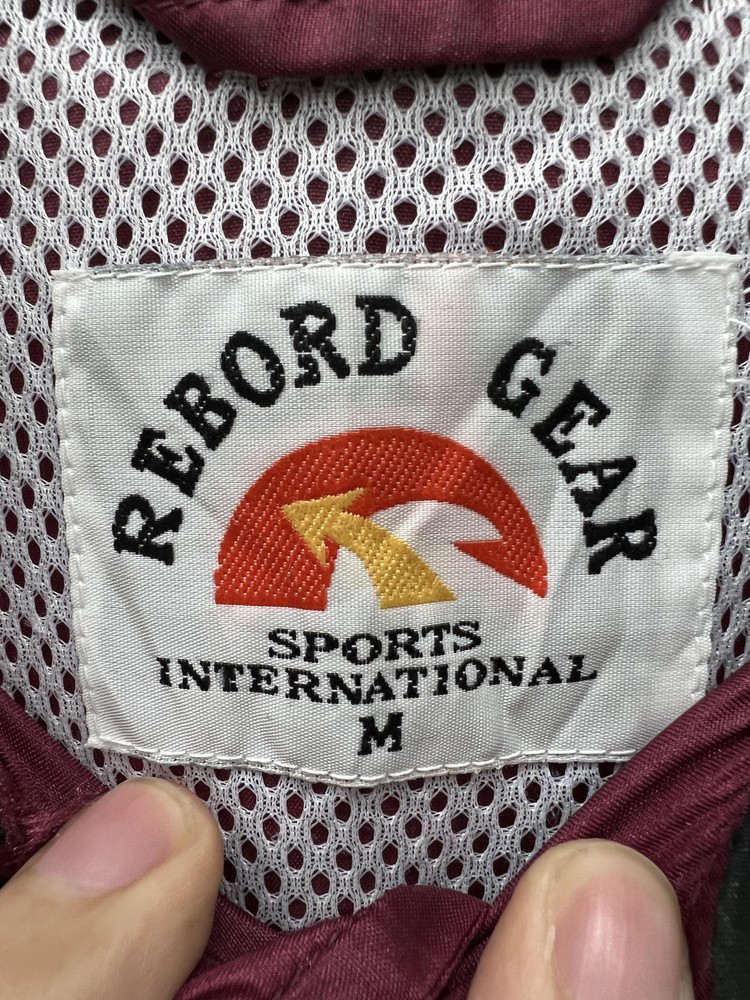 REBORD GEAR
SPORTS
INTERNATIONAL
M